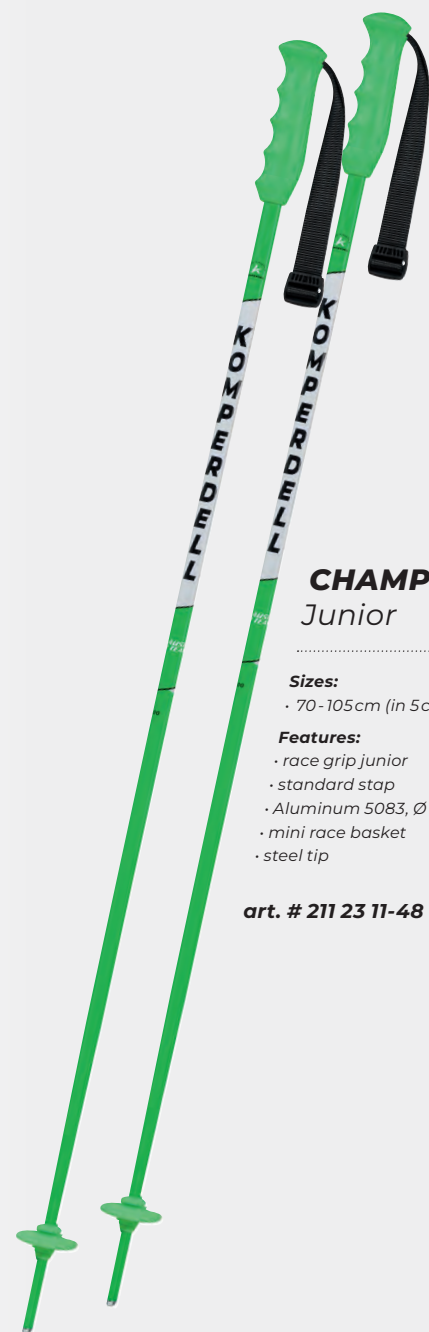 KOMPERDELL
KOMPERDELL
CHAMP
Junior
Sizes:
· 70-105cm (in 5c
Features:
· race grip junior
· standard stap
· Aluminum 5083, Ø
· mini race basket
· steel tip
art. # 211 23 11-48